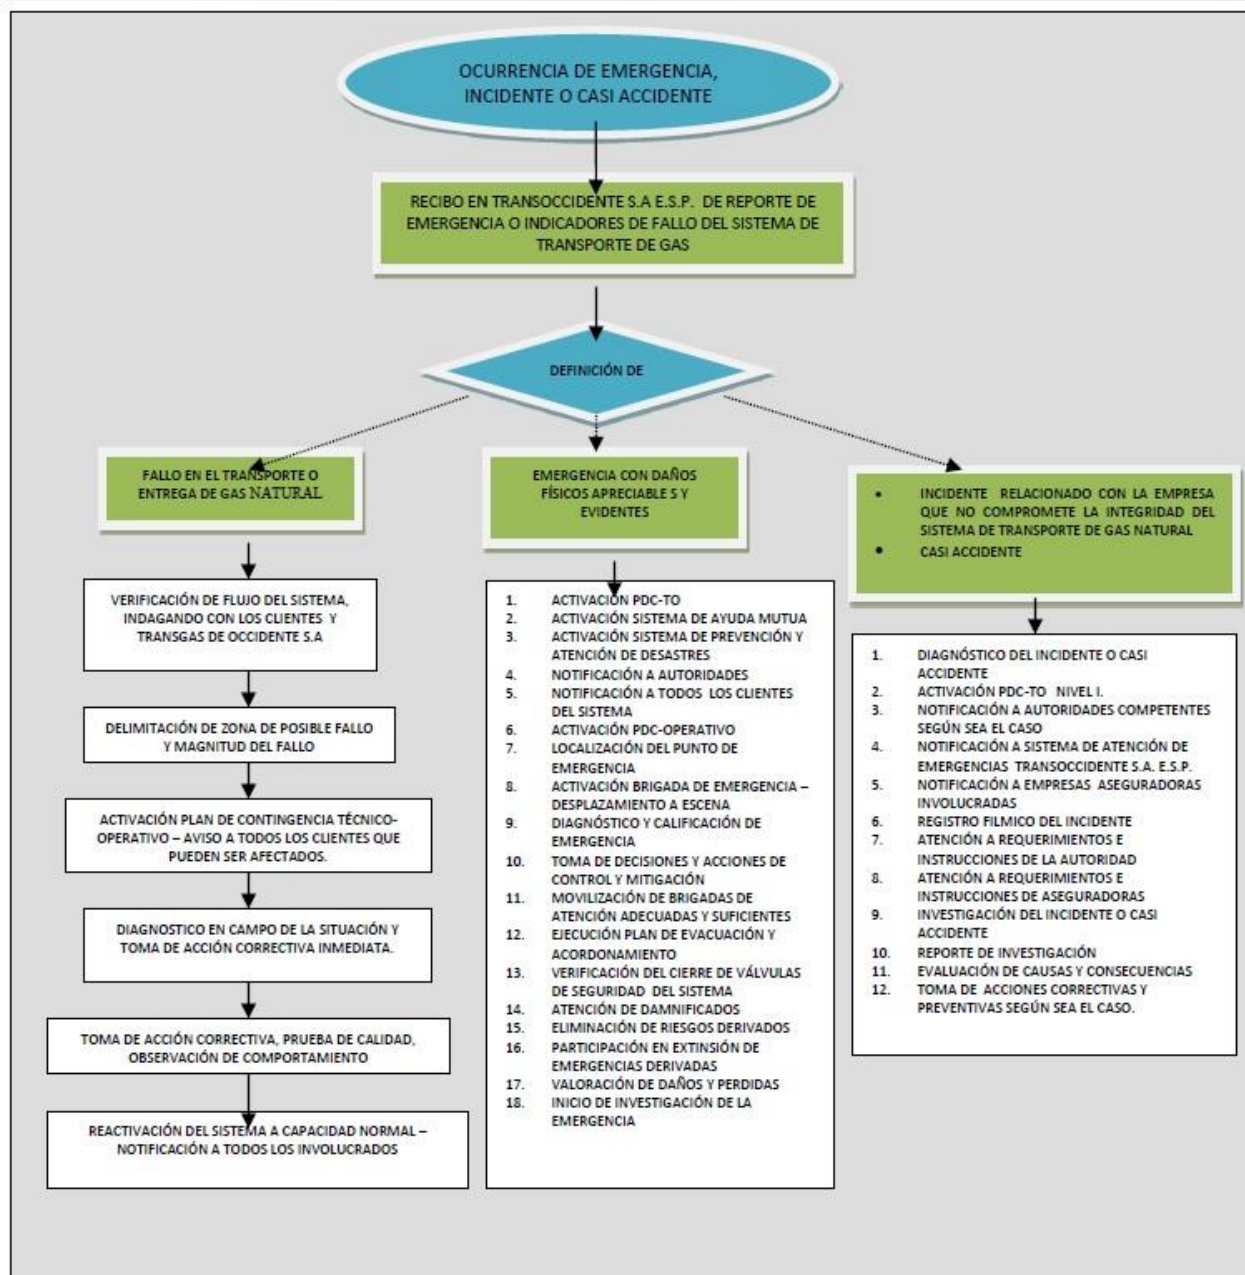 OCURRENCIA DE EMERGENCIA,
INCIDENTE O CASI ACCIDENTE
RECIBO EN TRANSOCCIDENTE S.A E.S.P. DE REPORTE DE
EMERGENCIA O INDICADORES DE FALLO DEL SISTEMA DE
TRANSPORTE DE GAS
DEFINICIÓN DE
FALLO EN EL TRANSPORTE O
ENTREGA DE GAS NATURAL
VERIFICACIÓN DE FLUJO DEL SISTEMA,
INDAGANDO CON LOS CLIENTES Y
TRANSGAS DE OCCIDENTE S.A
DELIMITACIÓN DE ZONA DE POSIBLE FALLO
Y MAGNITUD DEL FALLO
ACTIVACIÓN PLAN DE CONTINGENCIA TÉCNICO-
OPERATIVO – AVISO A TODOS LOS CLIENTES QUE
PUEDEN SER AFECTADOS.
DIAGNOSTICO EN CAMPO DE LA SITUACIÓN Y
TOMA DE ACCIÓN CORRECTIVA INMEDIATA.
TOMA DE ACCIÓN CORRECTIVA, PRUEBA DE CALIDAD,
OBSERVACIÓN DE COMPORTAMIENTO
REACTIVACIÓN DEL SISTEMA A CAPACIDAD NORMAL –
NOTIFICACIÓN A TODOS LOS INVOLUCRADOS
EMERGENCIA CON DAÑOS
FÍSICOS APRECIABLE S Y
EVIDENTES
1. ACTIVACIÓN PDC-TO
2. ACTIVACIÓN SISTEMA DE AYUDA MUTUA
3. ACTIVACIÓN SISTEMA DE PREVENCIÓN Y
ATENCIÓN DE DESASTRES
4. NOTIFICACIÓN A AUTORIDADES
5. NOTIFICACIÓN A TODOS LOS CLIENTES
DEL SISTEMA
6. ACTIVACIÓN PDC-OPERATIVO
7. LOCALIZACIÓN DEL PUNTO DE
EMERGENCIA
8. ACTIVACIÓN BRIGADA DE EMERGENCIA –
DESPLAZAMIENTO A ESCENA
9. DIAGNÓSTICO Y CALIFICACIÓN DE
EMERGENCIA
10. TOMA DE DECISIONES Y ACCIONES DE
CONTROL Y MITIGACIÓN
11. MOVILIZACIÓN DE BRIGADAS DE
ATENCIÓN ADECUADAS Y SUFICIENTES
12. EJECUCIÓN PLAN DE EVACUACIÓN Y
ACORDONAMIENTO
13. VERIFICACIÓN DEL CIERRE DE VÁLVULAS
DE SEGURIDAD DEL SISTEMA
14. ATENCIÓN DE DAMNIFICADOS
15. ELIMINACIÓN DE RIESGOS DERIVADOS
16. PARTICIPACIÓN EN EXTINSIÓN DE
EMERGENCIAS DERIVADAS
17. VALORACIÓN DE DAÑOS Y PERDIDAS
18. INICIO DE INVESTIGACIÓN DE LA
EMERGENCIA
• INCIDENTE RELACIONADO CON LA EMPRESA
QUE NO COMPROMETE LA INTEGRIDAD DEL
SISTEMA DE TRANSPORTE DE GAS NATURAL
• CASI ACCIDENTE
1. DIAGNÓSTICO DEL INCIDENTE O CASI
ACCIDENTE
2. ACTIVACIÓN PDC-TO NIVEL I.
3. NOTIFICACIÓN A AUTORIDADES COMPETENTES
SEGÚN SEA EL CASO
4. NOTIFICACIÓN A SISTEMA DE ATENCIÓN DE
EMERGENCIAS TRANSOCCIDENTE S.A. E.S.P.
5. NOTIFICACIÓN A EMPRESAS ASEGURADORAS
INVOLUCRADAS
6. REGISTRO FILMICO DEL INCIDENTE
7. ATENCIÓN A REQUERIMIENTOS E
INSTRUCCIONES DE LA AUTORIDAD
8. ATENCIÓN A REQUERIMIENTOS E
INSTRUCCIONES DE ASEGURADORAS
9. INVESTIGACIÓN DEL INCIDENTE O CASI
ACCIDENTE
10. REPORTE DE INVESTIGACIÓN
11. EVALUACIÓN DE CAUSAS Y CONSECUENCIAS
12. TOMA DE ACCIONES CORRECTIVAS Y
PREVENTIVAS SEGÚN SEA EL CASO.